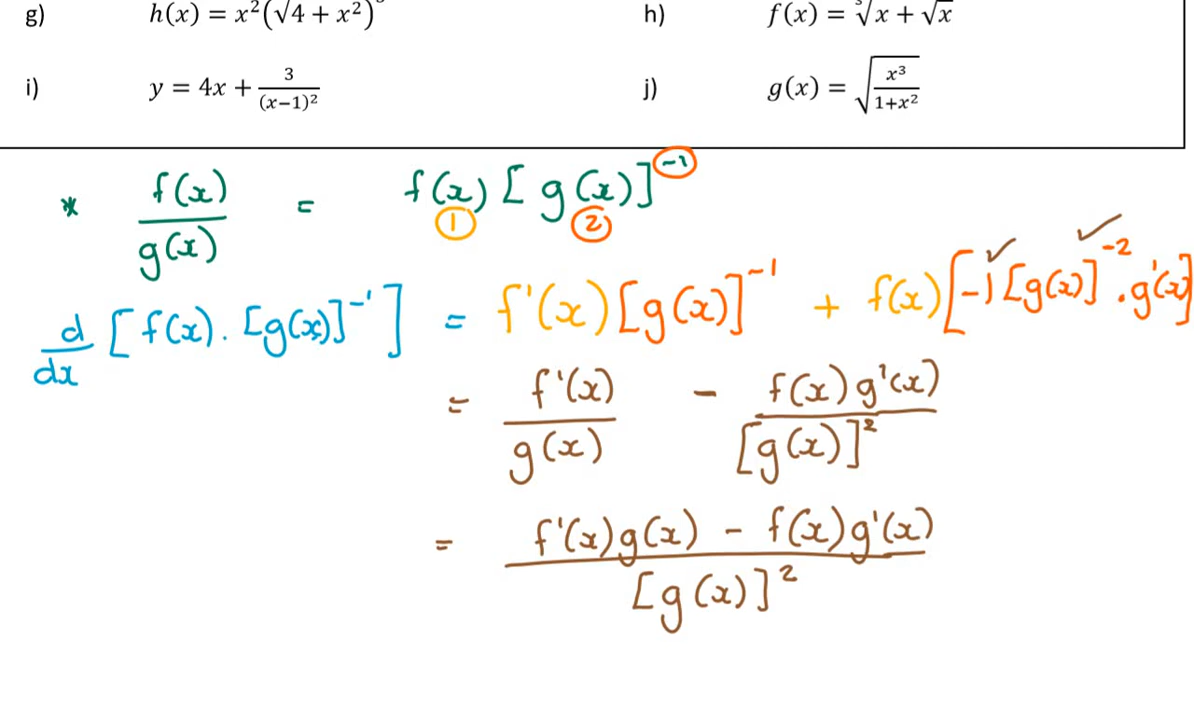 g) h(x) = x²(√4 + x²)³ h) f(x) = ∛x + √x
i) y = 4x + 3/(x−1)² j) g(x) = √(x³/(1+x²))
* f(x)/g(x) = f(x) [g(x)]⁻¹
① ②
d/dx [f(x). [g(x)]⁻¹] = f'(x)[g(x)]⁻¹ + f(x)[-1[g(x)]⁻².g'(x)]
= f'(x)/g(x) - f(x)g'(x)/[g(x)]²
= f'(x)g(x) - f(x)g'(x)/[g(x)]²